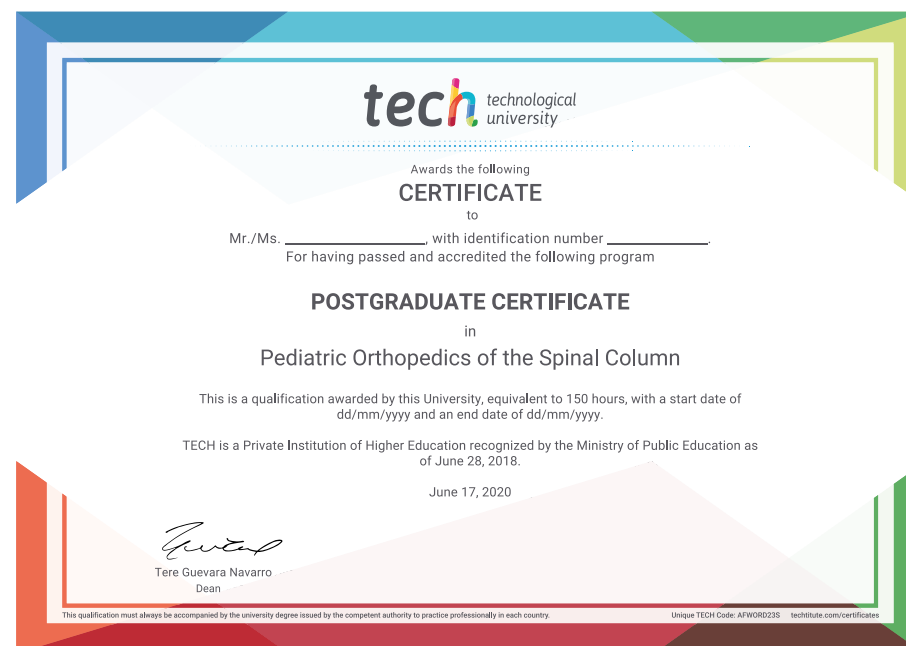 tech technological
university
Awards the following
CERTIFICATE
to
Mr./Ms. ____________________, with identification number ______________.
For having passed and accredited the following program
POSTGRADUATE CERTIFICATE
in
Pediatric Orthopedics of the Spinal Column
This is a qualification awarded by this University, equivalent to 150 hours, with a start date of
dd/mm/yyyy and an end date of dd/mm/yyyy.
TECH is a Private Institution of Higher Education recognized by the Ministry of Public Education as
of June 28, 2018.
June 17, 2020
Tere Guevara Navarro
Dean
This qualification must always be accompanied by the university degree issued by the competent authority to practice professionally in each country.
Unique TECH Code: AFWORD23S techtitute.com/certificates